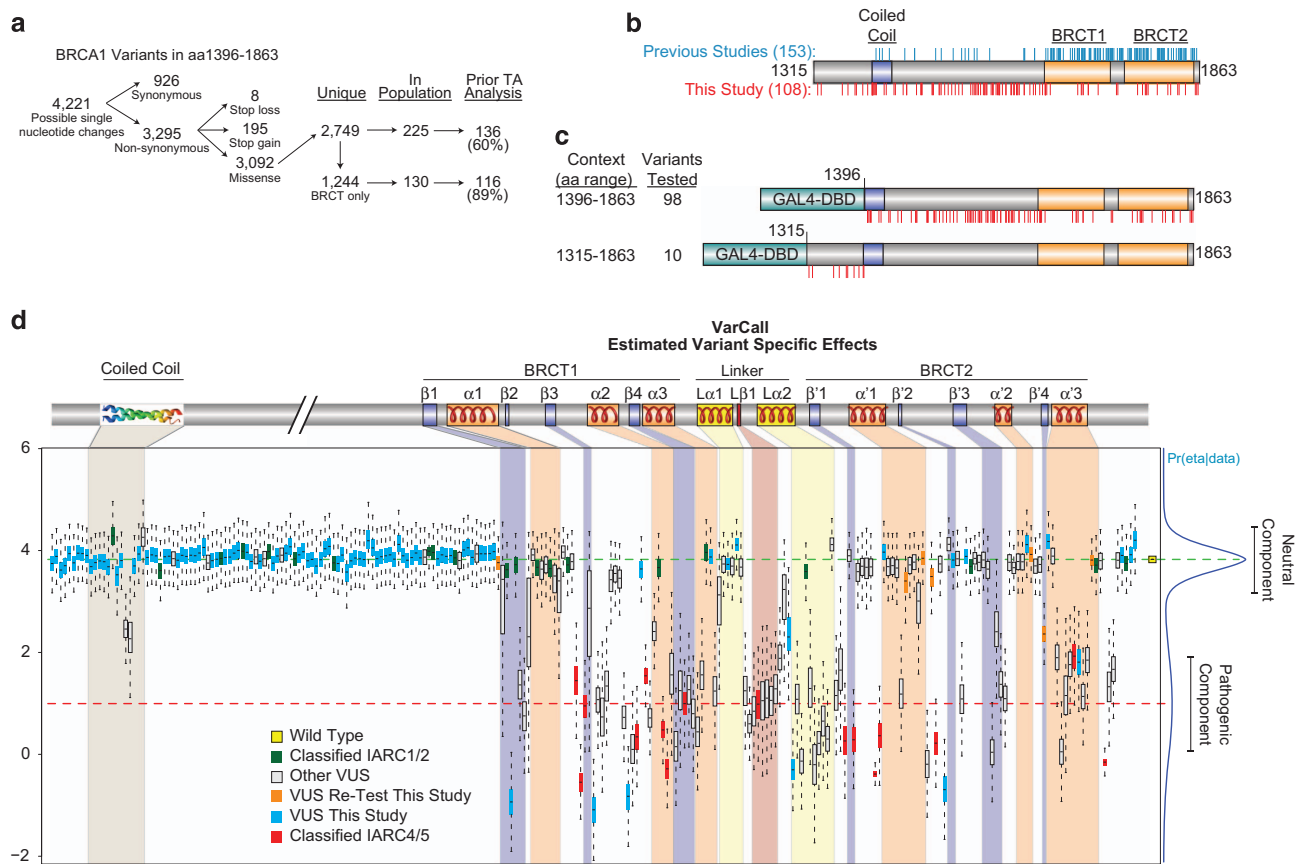 a
BRCA1 Variants in aa1396-1863
4,221
Possible single
nucleotide changes
926
Synonymous
3,295
Non-synonymous
8
Stop loss
195
Stop gain
3,092
Missense
Unique
In
Population
Prior TA
Analysis
2,749
225
136
(60%)
1,244
BRCT only
130
116
(89%)
b
Coiled
Coil
BRCT1
BRCT2
Previous Studies (153):
1315
1863
This Study (108):
c
Context
(aa range)
Variants
Tested
1396-1863
98
1396
GAL4-DBD
1863
1315-1863
10
1315
GAL4-DBD
1863
d
VarCall
Estimated Variant Specific Effects
Coiled Coil
BRCT1
Linker
BRCT2
β1
α1
β2
β3
α2
β4
α3
Lα1
Lβ1
Lα2
β'1
α'1
β'2
β'3
α'2
β'4
α'3
6
4
2
0
−2
Pr(eta|data)
Neutral
Component
Pathogenic
Component
Wild Type
Classified IARC1/2
Other VUS
VUS Re-Test This Study
VUS This Study
Classified IARC4/5